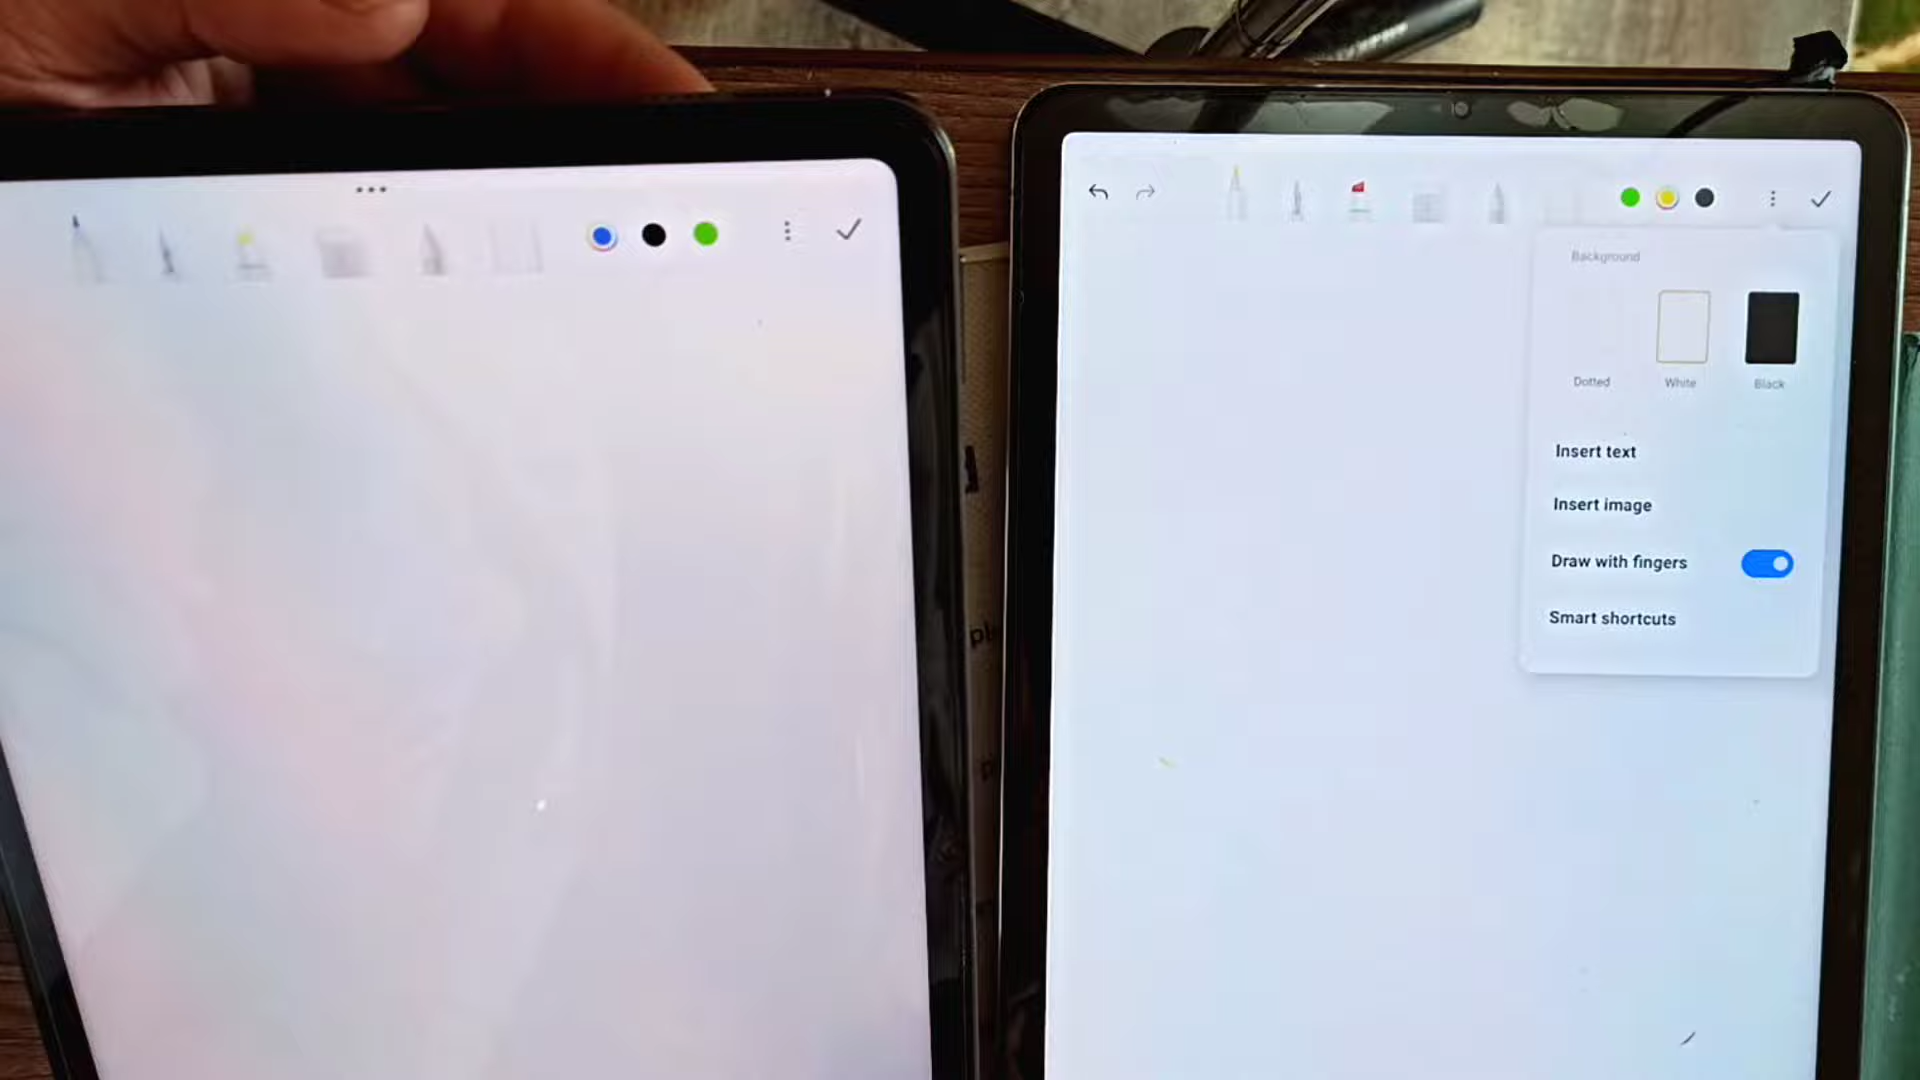 Background
Dotted
White
Black
Insert text
Insert image
Draw with fingers
Smart shortcuts